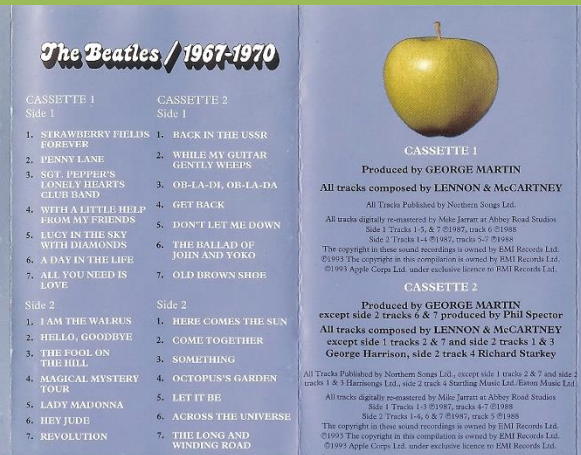 The Beatles / 1967-1970
CASSETTE 1
Side 1
1. STRAWBERRY FIELDS
FOREVER
2. PENNY LANE
3. SGT. PEPPER'S
LONELY HEARTS
CLUB BAND
4. WITH A LITTLE HELP
FROM MY FRIENDS
5. LUCY IN THE SKY
WITH DIAMONDS
6. A DAY IN THE LIFE
7. ALL YOU NEED IS
LOVE
Side 2
1. I AM THE WALRUS
2. HELLO, GOODBYE
3. THE FOOL ON
THE HILL
4. MAGICAL MYSTERY
TOUR
5. LADY MADONNA
6. HEY JUDE
7. REVOLUTION
CASSETTE 2
Side 1
1. BACK IN THE USSR
2. WHILE MY GUITAR
GENTLY WEEPS
3. OB-LA-DI, OB-LA-DA
4. GET BACK
5. DON'T LET ME DOWN
6. THE BALLAD OF
JOHN AND YOKO
7. OLD BROWN SHOE
Side 2
1. HERE COMES THE SUN
2. COME TOGETHER
3. SOMETHING
4. OCTOPUS'S GARDEN
5. LET IT BE
6. ACROSS THE UNIVERSE
7. THE LONG AND
WINDING ROAD
CASSETTE 1
Produced by GEORGE MARTIN
All tracks composed by LENNON & McCARTNEY
All Tracks Published by Northern Songs Ltd.
All tracks digitally re-mastered by Mike Jarratt at Abbey Road Studios
Side 1 Tracks 1-5, & 7 ℗1987, track 6 ℗1988
Side 2 Tracks 1-4 ℗1987, tracks 5-7 ℗1988
The copyright in these sound recordings is owned by EMI Records Ltd.
℗1993 The copyright in this compilation is owned by EMI Records Ltd.
©1993 Apple Corps Ltd. under exclusive licence to EMI Records Ltd.
CASSETTE 2
Produced by GEORGE MARTIN
except side 2 tracks 6 & 7 produced by Phil Spector
All tracks composed by LENNON & McCARTNEY
except side 1 tracks 2 & 7 and side 2 tracks 1 & 3
George Harrison, side 2 track 4 Richard Starkey
All Tracks Published by Northern Songs Ltd., except side 1 tracks 2 & 7 and side 2
tracks 1 & 3 Harrisongs Ltd., side 2 track 4 Startling Music Ltd./Eaton Music Ltd.
All tracks digitally re-mastered by Mike Jarratt at Abbey Road Studios
Side 1 Tracks 1-3 ℗1987, tracks 4-7 ℗1988
Side 2 Tracks 1-4, 6 & 7 ℗1987, track 5 ℗1988
The copyright in these sound recordings is owned by EMI Records Ltd.
℗1993 The copyright in this compilation is owned by EMI Records Ltd.
©1993 Apple Corps Ltd. under exclusive licence to EMI Records Ltd.